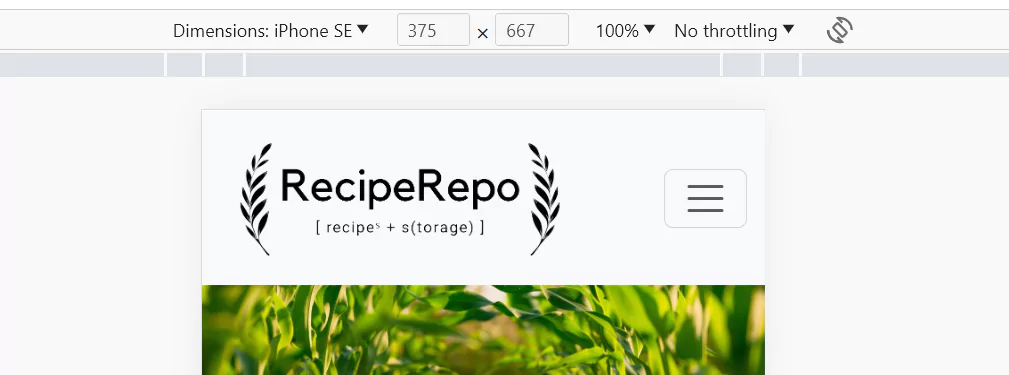 Dimensions: iPhone SE ▼ 375 × 667 100% ▼ No throttling ▼
RecipeRepo
[ recipeˢ + s(torage) ]